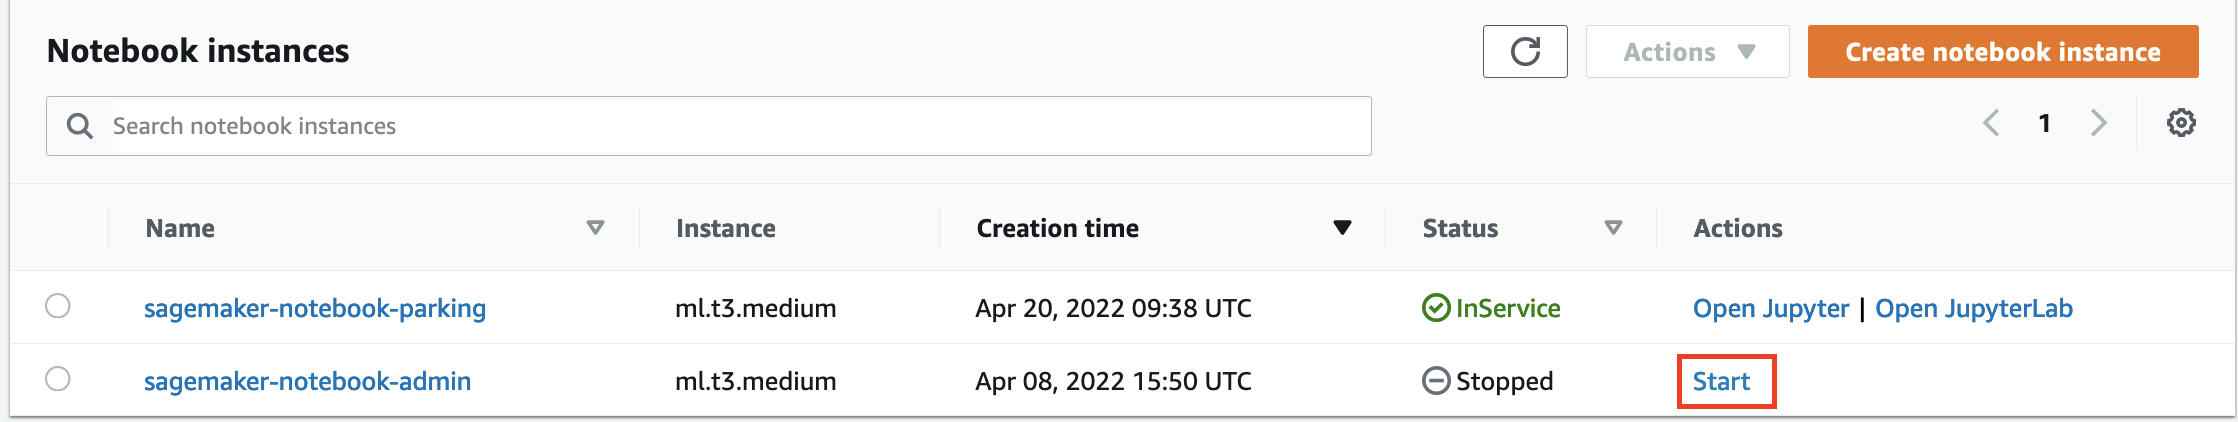 Notebook instances
Actions
Create notebook instance
Search notebook instances
1
Name Instance Creation time Status Actions
sagemaker-notebook-parking ml.t3.medium Apr 20, 2022 09:38 UTC InService Open Jupyter | Open JupyterLab
sagemaker-notebook-admin ml.t3.medium Apr 08, 2022 15:50 UTC Stopped Start